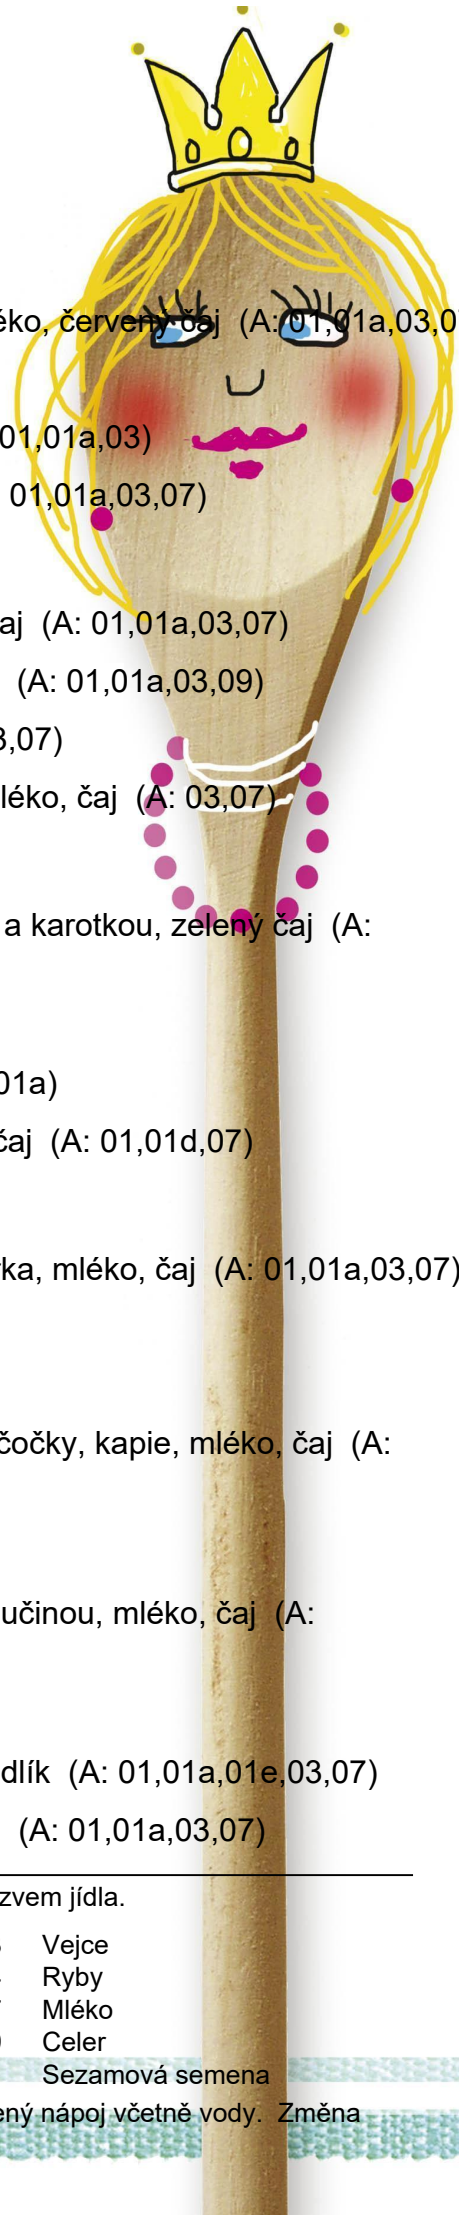 éko, červený čaj (A: 01,01a,03,0
01,01a,03)
01,01a,03,07)
aj (A: 01,01a,03,07)
(A: 01,01a,03,09)
3,07)
léko, čaj (A: 03,07)
a karotkou, zelený čaj (A:
01a)
čaj (A: 01,01d,07)
ka, mléko, čaj (A: 01,01a,03,07)
čočky, kapie, mléko, čaj (A:
učinou, mléko, čaj (A:
dlík (A: 01,01a,01e,03,07)
(A: 01,01a,03,07)
zvem jídla.
Vejce
Ryby
Mléko
Celer
Sezamová semena
ený nápoj včetně vody. Změna